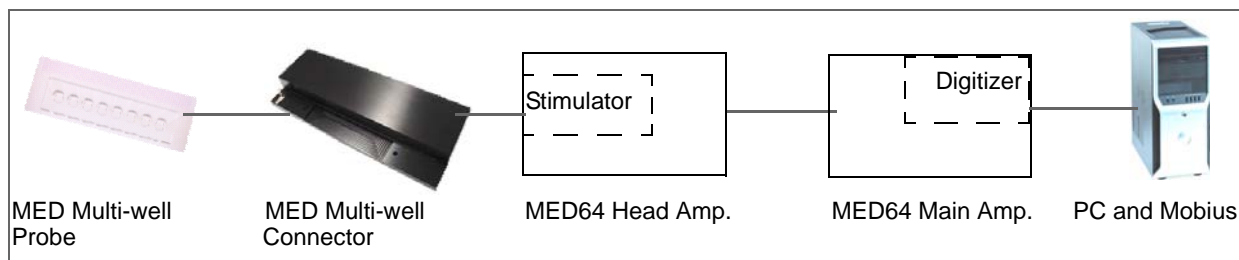 Stimulator
Digitizer
MED Multi-well
Probe
MED Multi-well
Connector
MED64 Head Amp.
MED64 Main Amp.
PC and Mobius